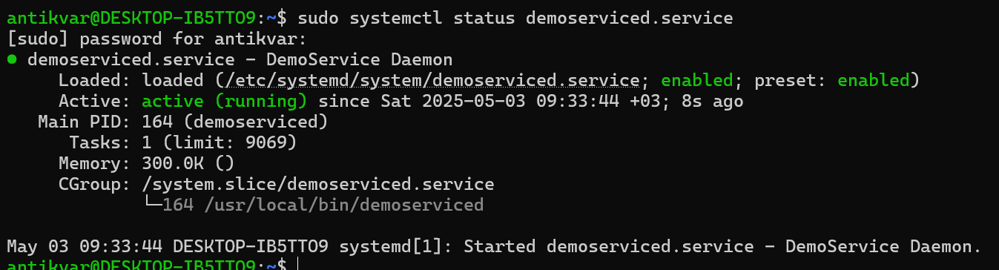 antikvar@DESKTOP-IB5TTO9:~$ sudo systemctl status demoserviced.service
[sudo] password for antikvar:
● demoserviced.service - DemoService Daemon
     Loaded: loaded (/etc/systemd/system/demoserviced.service; enabled; preset: enabled)
     Active: active (running) since Sat 2025-05-03 09:33:44 +03; 8s ago
   Main PID: 164 (demoserviced)
      Tasks: 1 (limit: 9069)
     Memory: 300.0K ()
     CGroup: /system.slice/demoserviced.service
             └─164 /usr/local/bin/demoserviced

May 03 09:33:44 DESKTOP-IB5TTO9 systemd[1]: Started demoserviced.service - DemoService Daemon.
antikvar@DESKTOP-IB5TTO9:~$